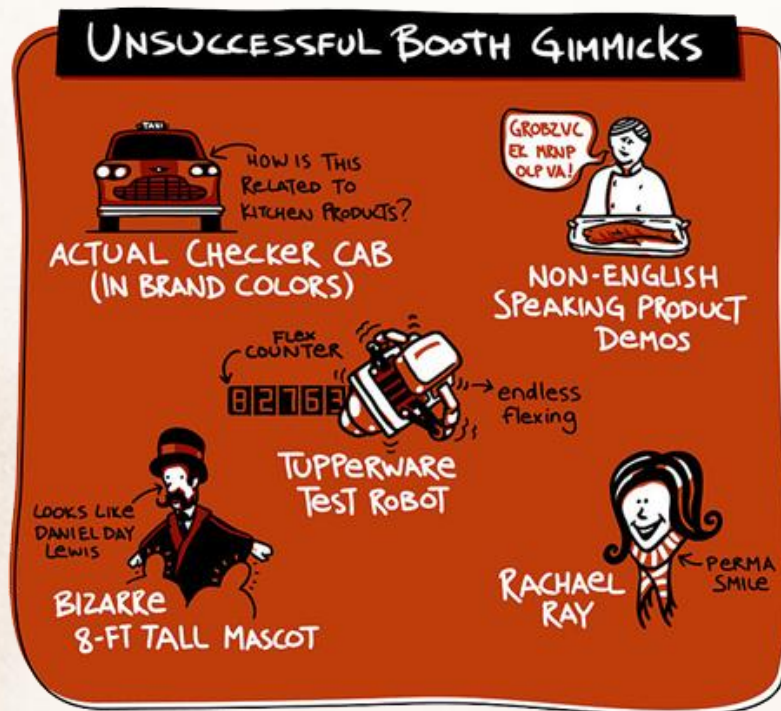 UNSUCCESSFUL BOOTH GIMMICKS
TAXI
HOW IS THIS
RELATED TO
KITCHEN PRODUCTS?
ACTUAL CHECKER CAB
(IN BRAND COLORS)
GROBZVC
EK MRNP
OLP VA!
NON-ENGLISH
SPEAKING PRODUCT
DEMOS
FLEX
COUNTER
82763
endless
flexing
TUPPERWARE
TEST ROBOT
LOOKS LIKE
DANIEL DAY
LEWIS
BIZARRE
8-FT TALL MASCOT
RACHAEL
RAY
PERMA
SMILE